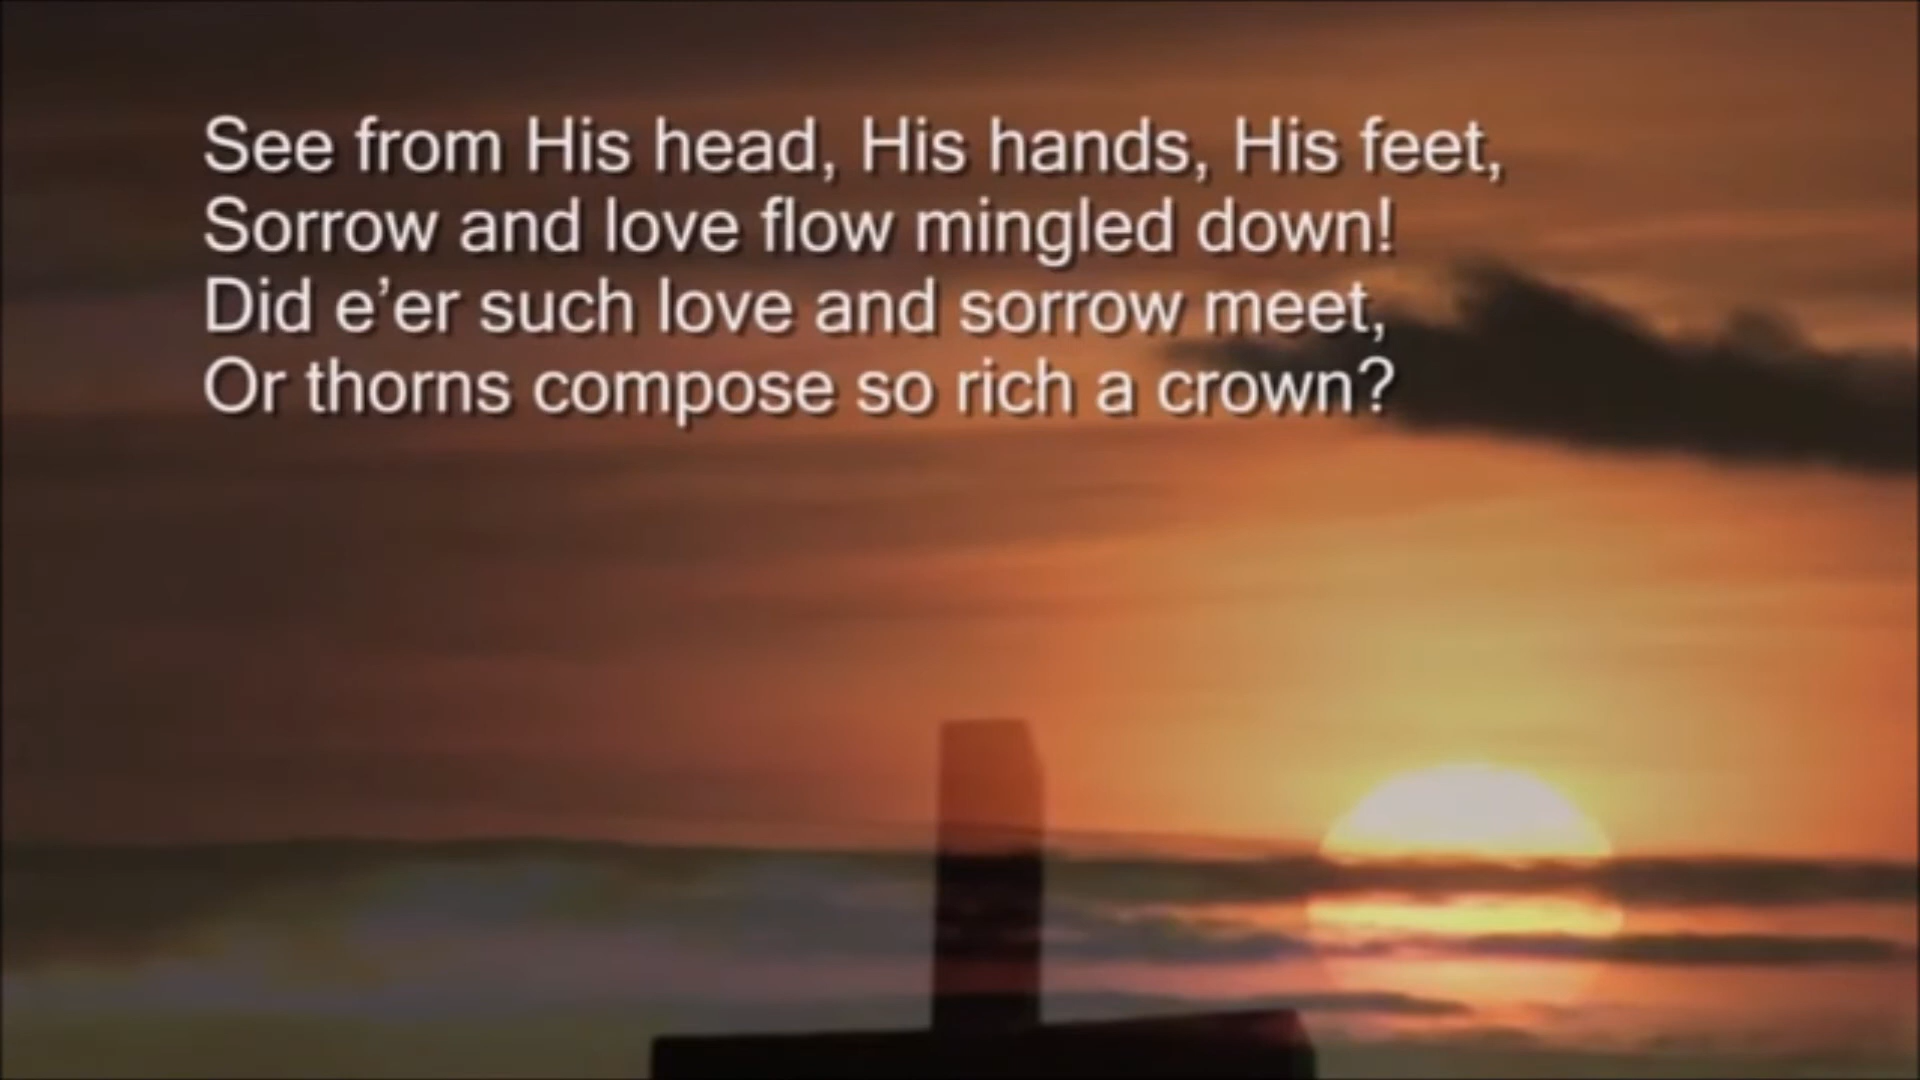 See from His head, His hands, His feet,
Sorrow and love flow mingled down!
Did e’er such love and sorrow meet,
Or thorns compose so rich a crown?